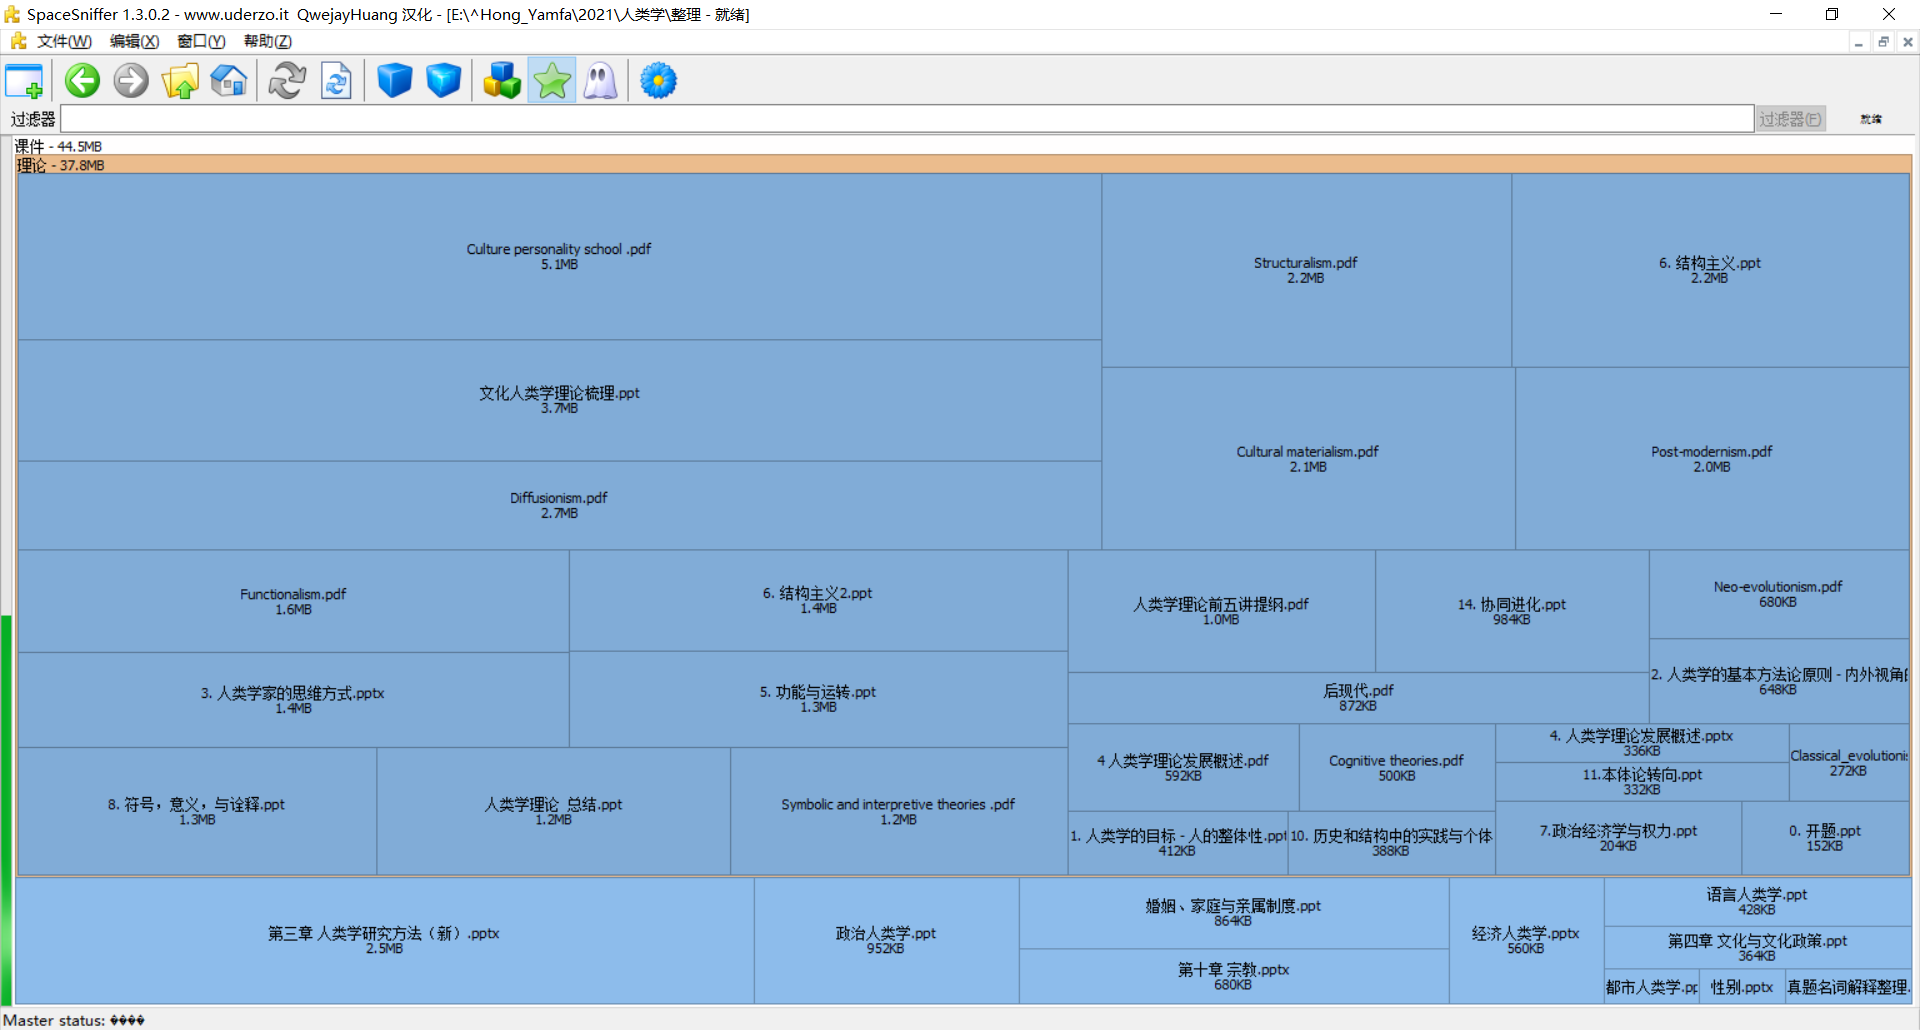 SpaceSniffer 1.3.0.2 - www.uderzo.it  QwejayHuang 汉化 - [E:\^Hong_Yamfa\2021\人类学\整理 - 就绪]
文件(W) 编辑(X) 窗口(Y) 帮助(Z)
过滤器 过滤器(F) 就绪
课件 - 44.5MB
理论 - 37.8MB
Culture personality school .pdf
5.1MB
Structuralism.pdf
2.2MB
6. 结构主义.ppt
2.2MB
文化人类学理论梳理.ppt
3.7MB
Cultural materialism.pdf
2.1MB
Post-modernism.pdf
2.0MB
Diffusionism.pdf
2.7MB
Functionalism.pdf
1.6MB
6. 结构主义2.ppt
1.4MB
人类学理论前五讲提纲.pdf
1.0MB
14. 协同进化.ppt
984KB
Neo-evolutionism.pdf
680KB
3. 人类学家的思维方式.pptx
1.4MB
5. 功能与运转.ppt
1.3MB
后现代.pdf
872KB
2. 人类学的基本方法论原则 - 内外视角
648KB
4 人类学理论发展概述.pdf
592KB
Cognitive theories.pdf
500KB
4. 人类学理论发展概述.pptx
336KB
11.本体论转向.ppt
332KB
Classical_evolutionis
272KB
8. 符号，意义，与诠释.ppt
1.3MB
人类学理论_总结.ppt
1.2MB
Symbolic and interpretive theories .pdf
1.2MB
1. 人类学的目标 - 人的整体性.ppt
412KB
10. 历史和结构中的实践与个体
388KB
7.政治经济学与权力.ppt
204KB
0. 开题.ppt
152KB
第三章 人类学研究方法（新）.pptx
2.5MB
政治人类学.ppt
952KB
婚姻、家庭与亲属制度.ppt
864KB
第十章 宗教.pptx
680KB
经济人类学.pptx
560KB
语言人类学.ppt
428KB
第四章 文化与文化政策.ppt
364KB
都市人类学.pp
性别.pptx
真题名词解释整理.
Master status: ����